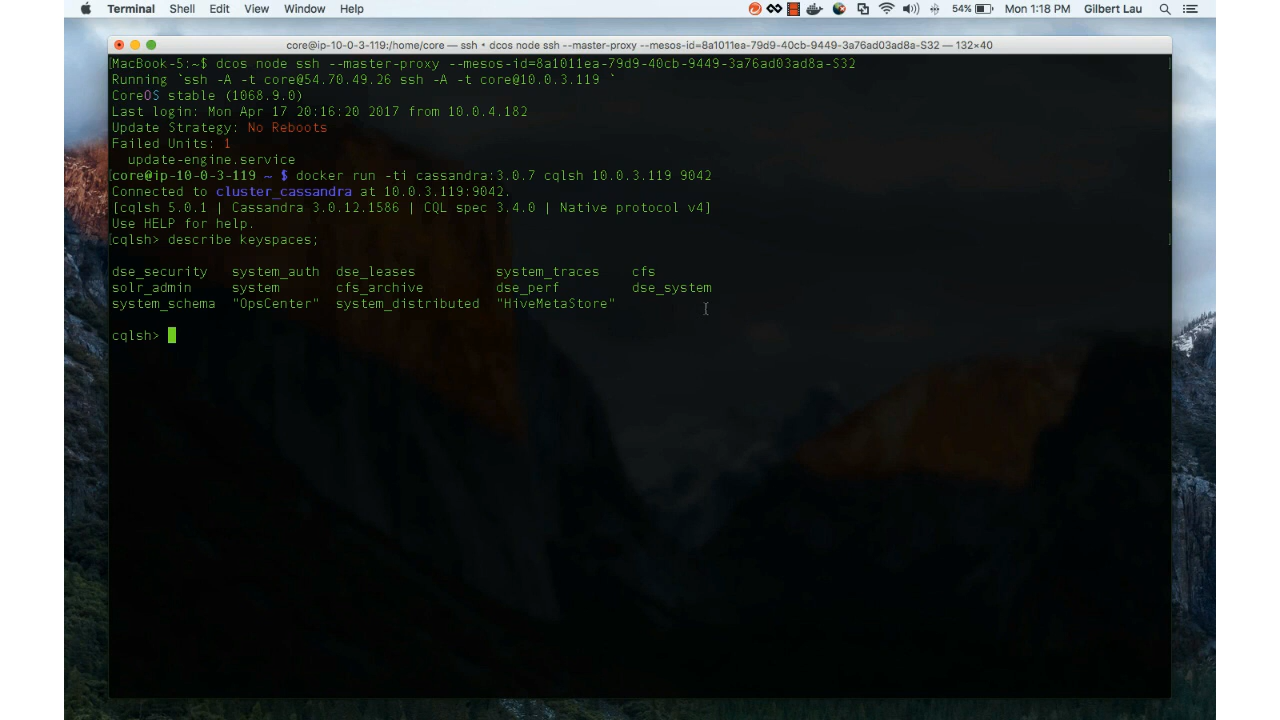 Terminal Shell Edit View Window Help 54% Mon 1:18 PM Gilbert Lau
core@ip-10-0-3-119:/home/core — ssh • dcos node ssh --master-proxy --mesos-id=8a1011ea-79d9-40cb-9449-3a76ad03ad8a-S32 — 132×40
[MacBook-5:~$ dcos node ssh --master-proxy --mesos-id=8a1011ea-79d9-40cb-9449-3a76ad03ad8a-S32 ]
Running `ssh -A -t core@54.70.49.26 ssh -A -t core@10.0.3.119 `
CoreOS stable (1068.9.0)
Last login: Mon Apr 17 20:16:20 2017 from 10.0.4.182
Update Strategy: No Reboots
Failed Units: 1
  update-engine.service
[core@ip-10-0-3-119 ~ $ docker run -ti cassandra:3.0.7 cqlsh 10.0.3.119 9042 ]
Connected to cluster_cassandra at 10.0.3.119:9042.
[cqlsh 5.0.1 | Cassandra 3.0.12.1586 | CQL spec 3.4.0 | Native protocol v4]
Use HELP for help.
[cqlsh> describe keyspaces; ]
dse_security system_auth dse_leases system_traces cfs
solr_admin system cfs_archive dse_perf dse_system
system_schema "OpsCenter" system_distributed "HiveMetaStore"
cqlsh>